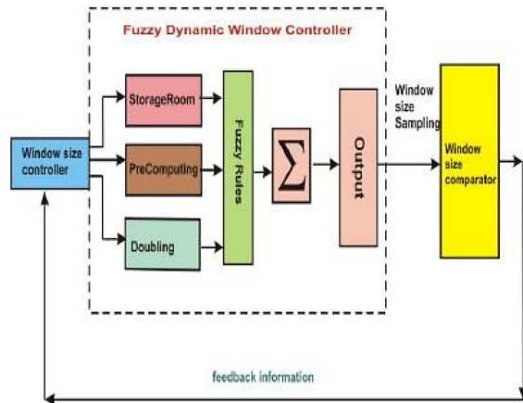 Fuzzy Dynamic Window Controller
StorageRoom
Window size
controller
PreComputing
Doubling
Fuzzy Rules
Σ
Output
Window
size
Sampling
Window
size
comparator
feedback information